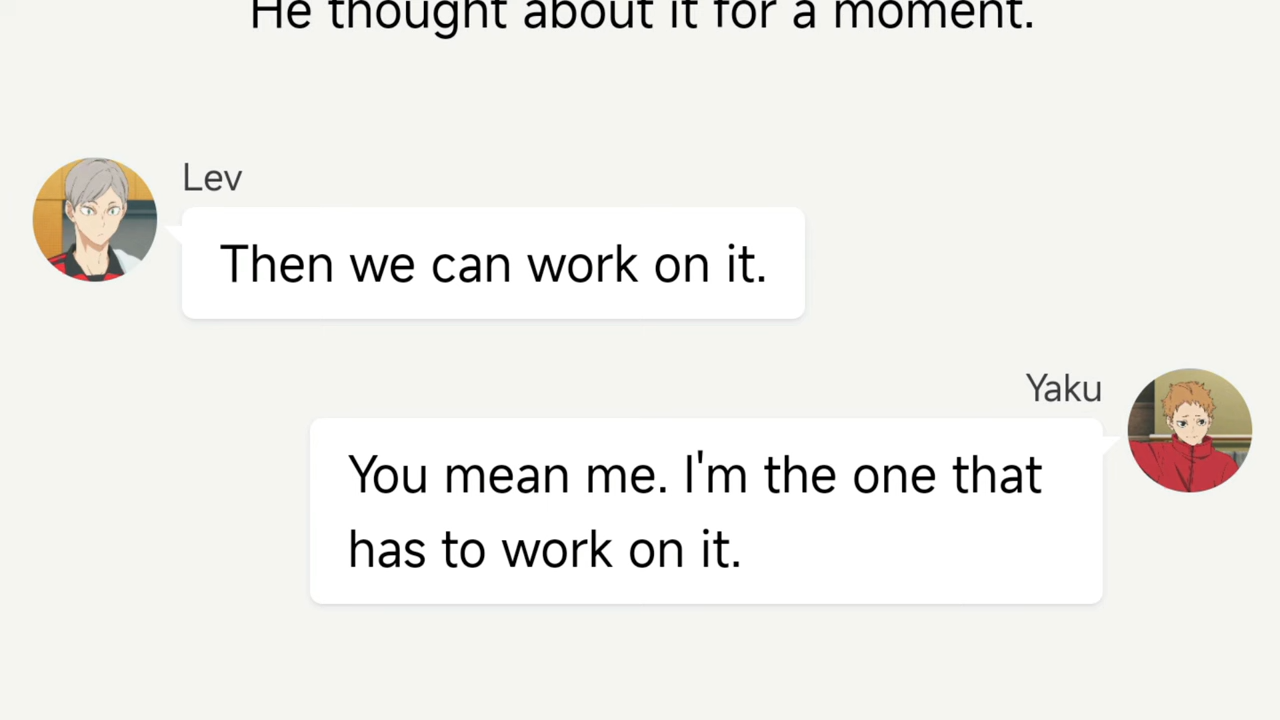 He thought about it for a moment.
Lev
Then we can work on it.
Yaku
You mean me. I'm the one that
has to work on it.